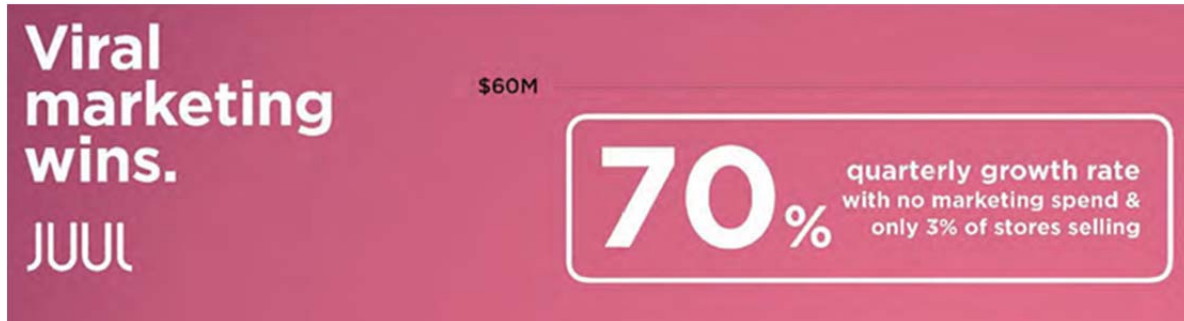 Viral
marketing
wins.
JUUL
$60M
70%
quarterly growth rate
with no marketing spend &
only 3% of stores selling